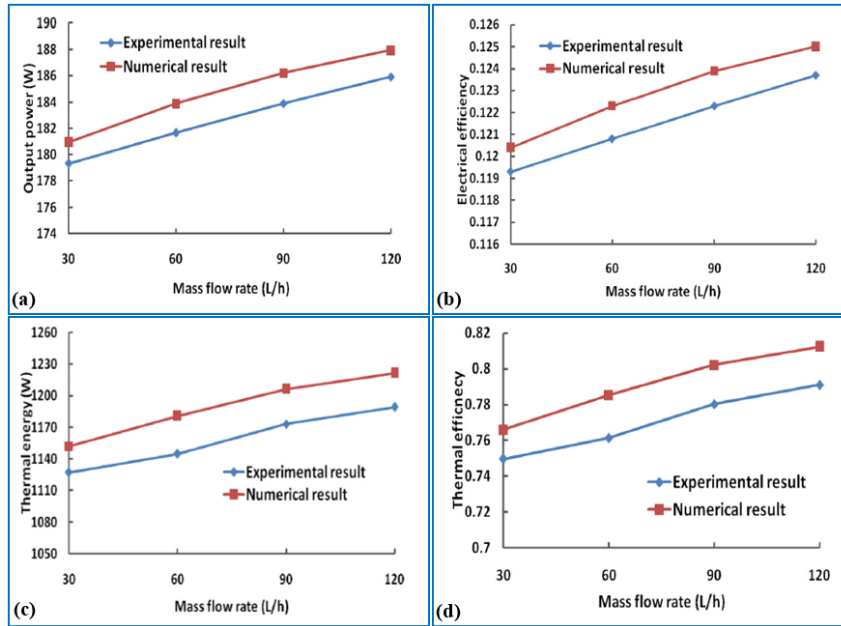 190
188
186
184
182
180
178
176
174
Output power (W)
Experimental result
Numerical result
30 60 90 120
Mass flow rate (L/h)
(a)
0.126
0.125
0.124
0.122
0.121
0.12
0.119
0.117
0.116
Electrical efficiency
Experimental result
Numerical result
30 60 90 120
Mass flow rate (L/h)
(b)
1260
1230
1200
1170
1140
1110
1080
1050
Thermal energy (W)
Experimental result
Numerical result
30 60 90 120
Mass flow rate (L/h)
(c)
0.82
0.8
0.78
0.76
0.74
0.72
0.7
Thermal efficnecy
Experimental result
Numerical result
30 60 90 120
Mass flow rate (L/h)
(d)